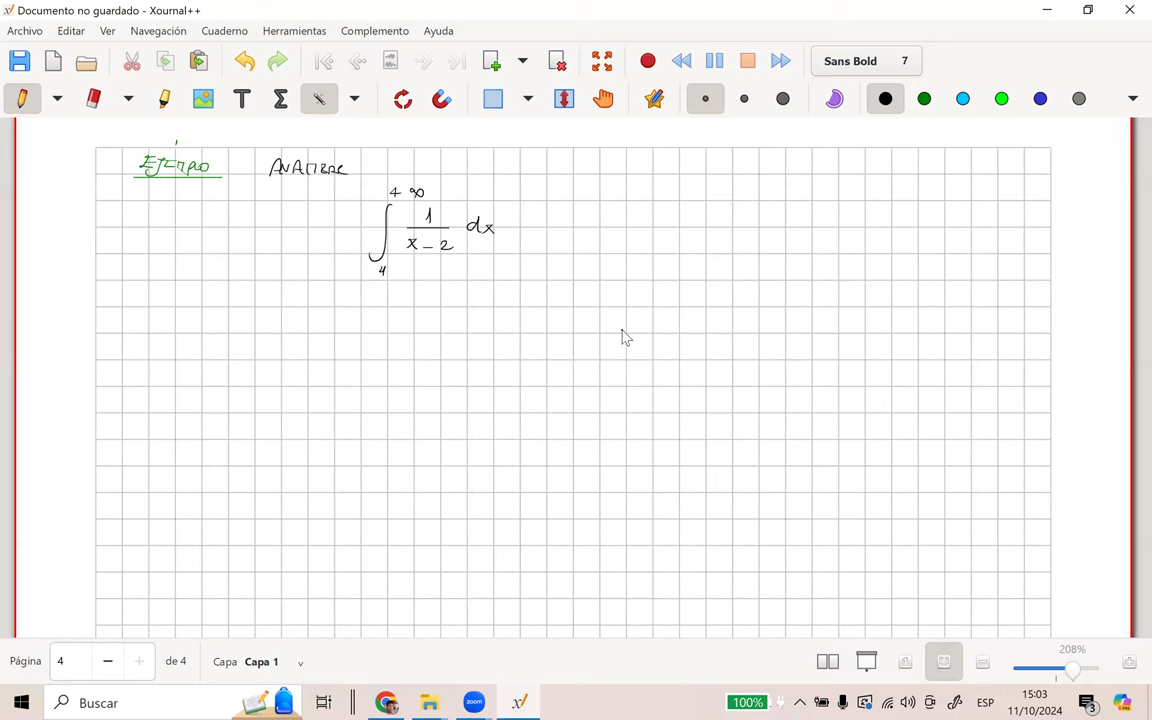 Documento no guardado - Xournal++
Archivo Editar Ver Navegación Cuaderno Herramientas Complemento Ayuda
Sans Bold 7
EJEMPLO ANALIZAR
+∞
∫ 1 dx
x - 2
4
Página 4 de 4 Capa Capa 1 208%
Buscar
100% ESP 15:03
11/10/2024 3